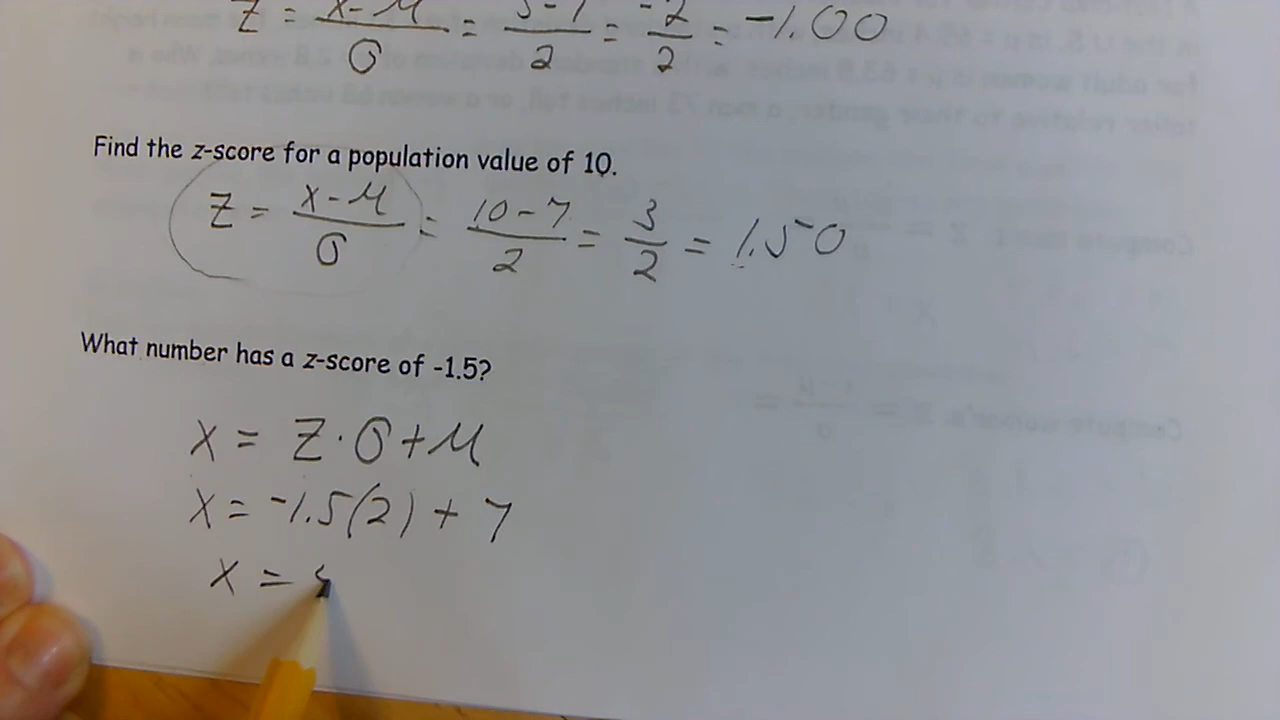 Z = x-μ / σ = 5-7 / 2 = -2 / 2 = -1.00
Find the z-score for a population value of 10.
Z = x-μ / σ = 10-7 / 2 = 3 / 2 = 1.50
What number has a z-score of -1.5?
X = Z·σ+μ
X = -1.5(2) + 7
X =